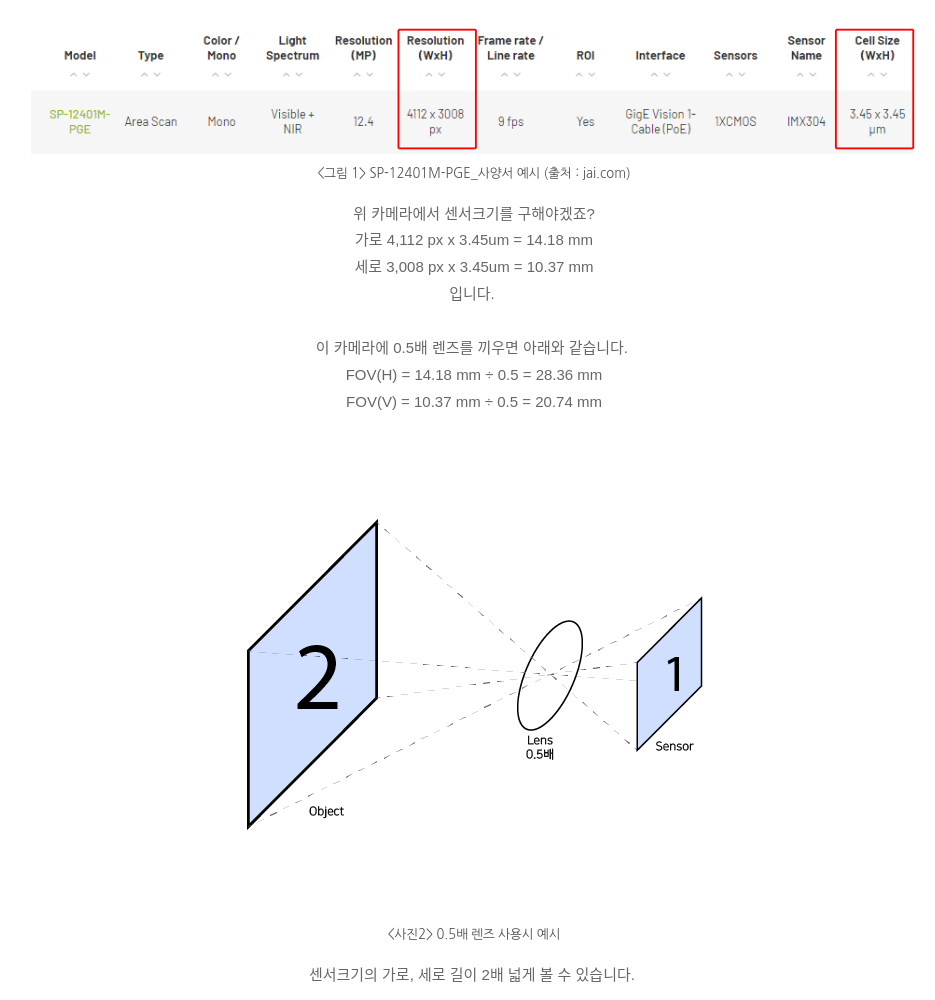 Model Type Color / Mono Light Spectrum Resolution (MP) Resolution (WxH) Frame rate / Line rate ROI Interface Sensors Sensor Name Cell Size (WxH)
SP-12401M-PGE Area Scan Mono Visible + NIR 12.4 4112 x 3008 px 9 fps Yes GigE Vision 1-Cable (PoE) 1XCMOS IMX304 3.45 x 3.45 µm
<그림 1> SP-12401M-PGE_사양서 예시 (출처 : jai.com)
위 카메라에서 센서크기를 구해야겠죠?
가로 4,112 px x 3.45um = 14.18 mm
세로 3,008 px x 3.45um = 10.37 mm
입니다.
이 카메라에 0.5배 렌즈를 끼우면 아래와 같습니다.
FOV(H) = 14.18 mm ÷ 0.5 = 28.36 mm
FOV(V) = 10.37 mm ÷ 0.5 = 20.74 mm
2
1
Lens
0.5배
Sensor
Object
<사진2> 0.5배 렌즈 사용시 예시
센서크기의 가로, 세로 길이 2배 넓게 볼 수 있습니다.